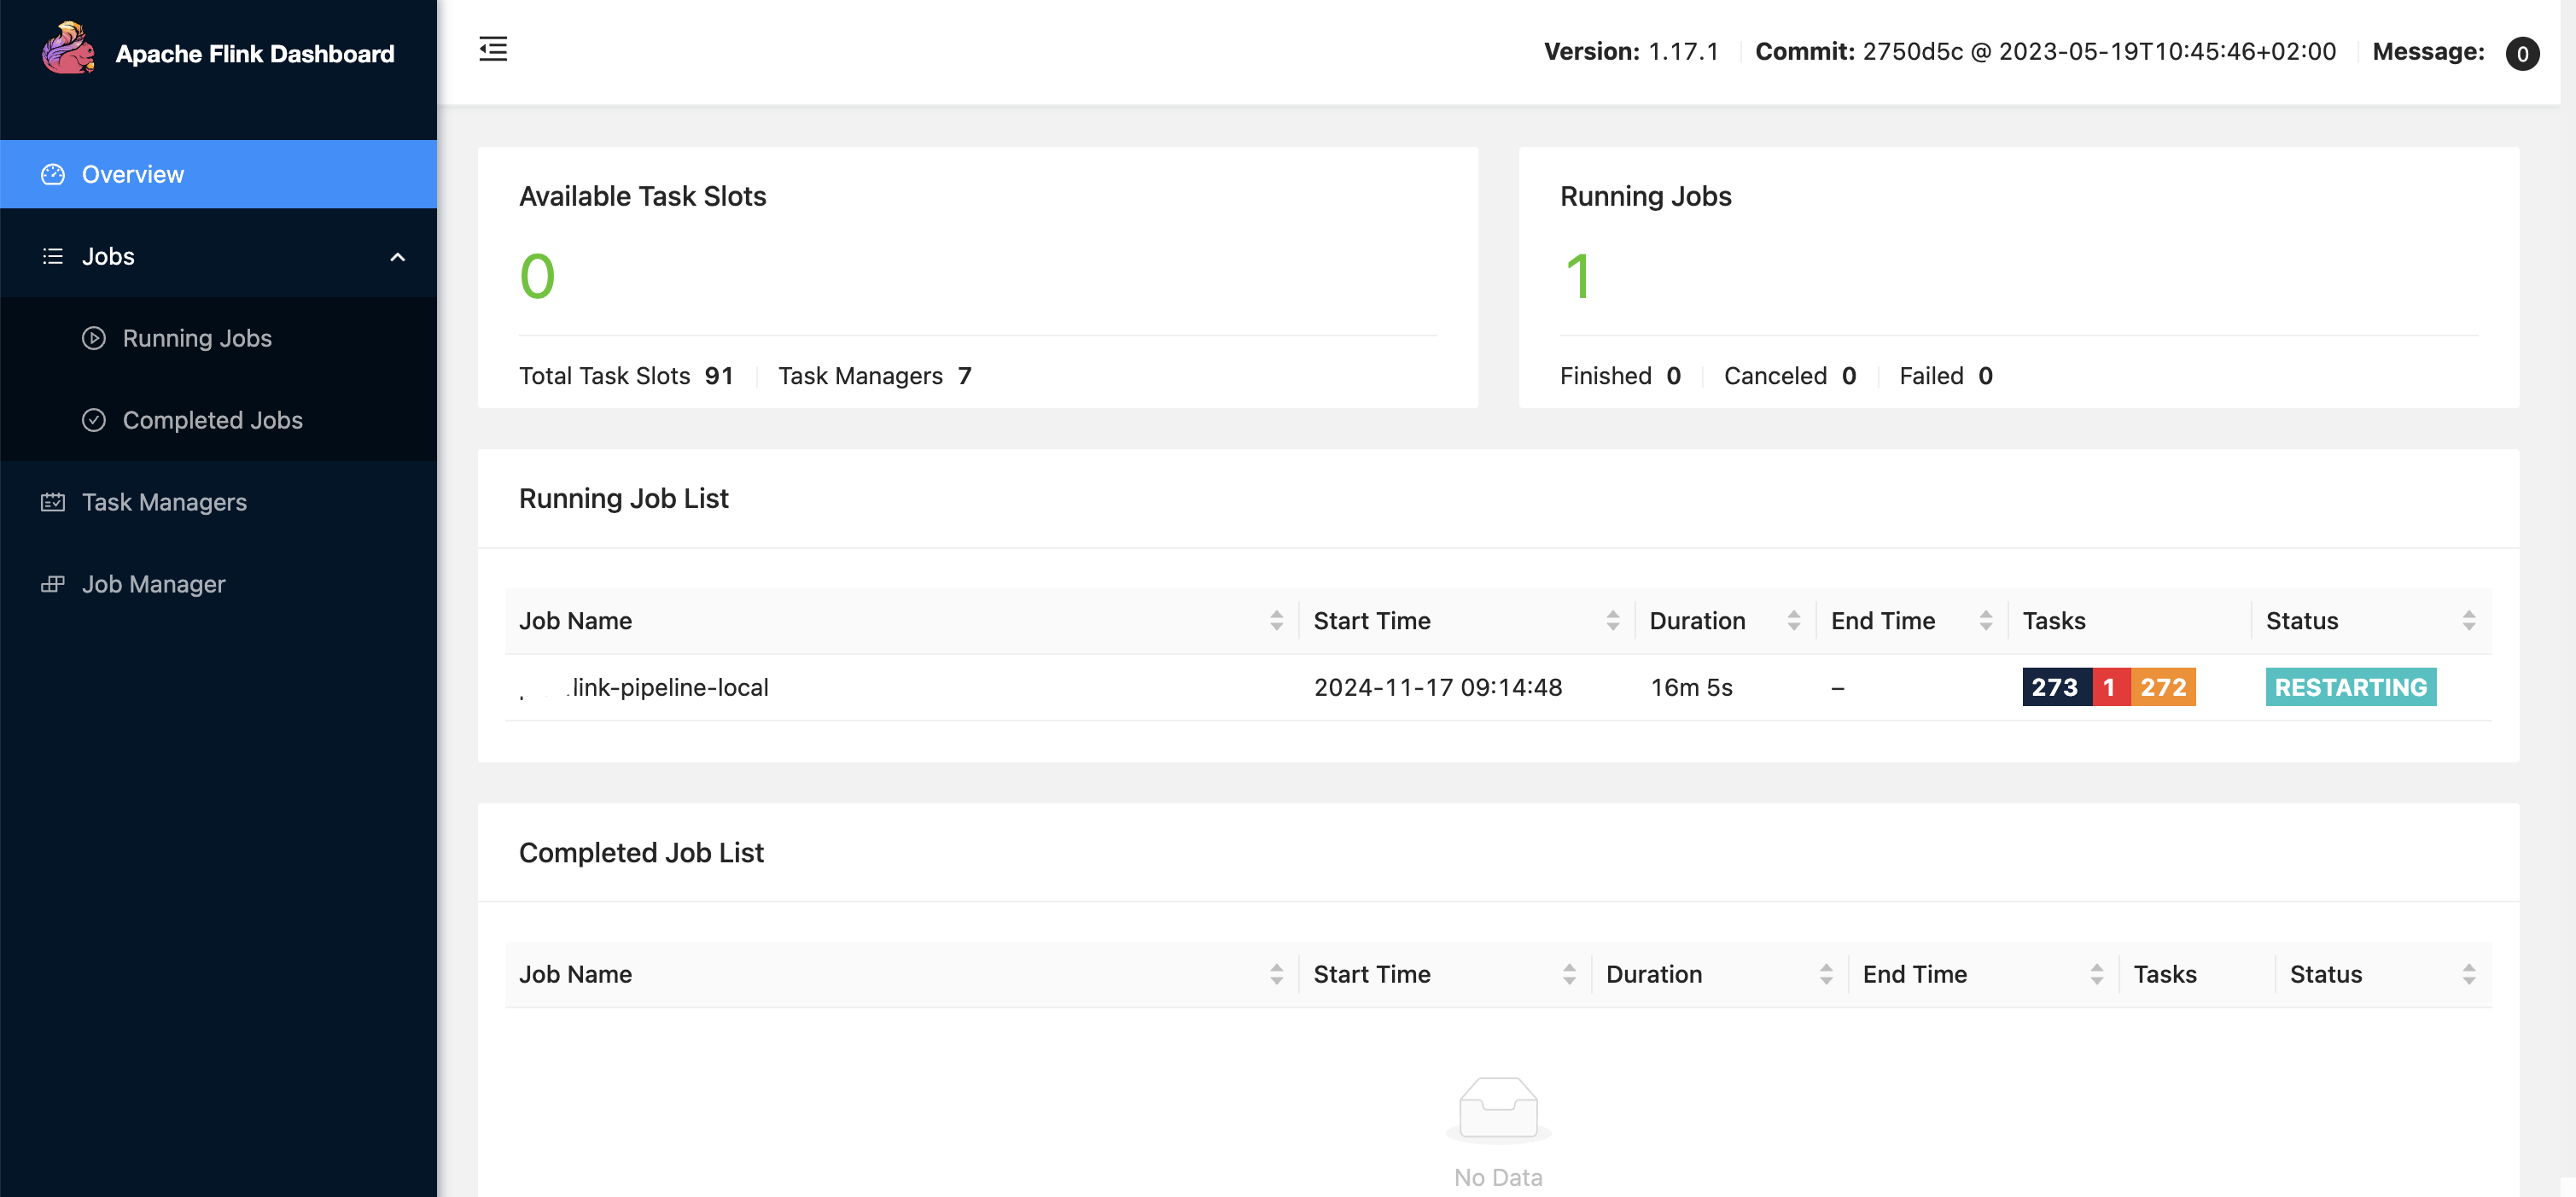 Apache Flink Dashboard
Version: 1.17.1 Commit: 2750d5c @ 2023-05-19T10:45:46+02:00 Message: 0
Overview
Jobs
Running Jobs
Completed Jobs
Task Managers
Job Manager
Available Task Slots
0
Total Task Slots 91 Task Managers 7
Running Jobs
1
Finished 0 Canceled 0 Failed 0
Running Job List
Job Name Start Time Duration End Time Tasks Status
link-pipeline-local 2024-11-17 09:14:48 16m 5s – 273 1 272 RESTARTING
Completed Job List
Job Name Start Time Duration End Time Tasks Status
No Data